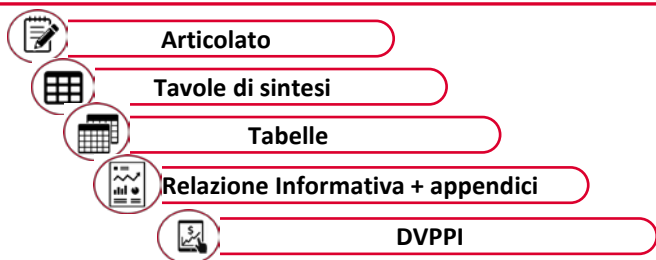 Articolato
Tavole di sintesi
Tabelle
Relazione Informativa + appendici
DVPPI